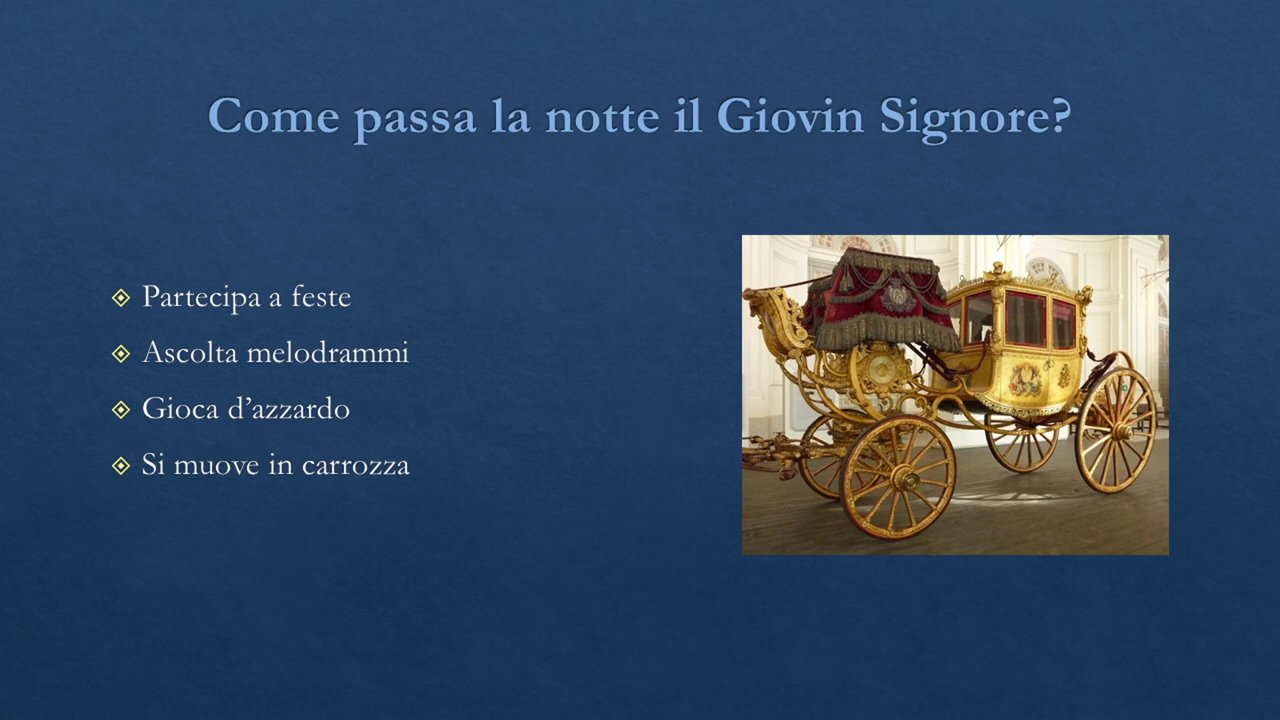 Come passa la notte il Giovin Signore?
Partecipa a feste
Ascolta melodrammi
Gioca d’azzardo
Si muove in carrozza